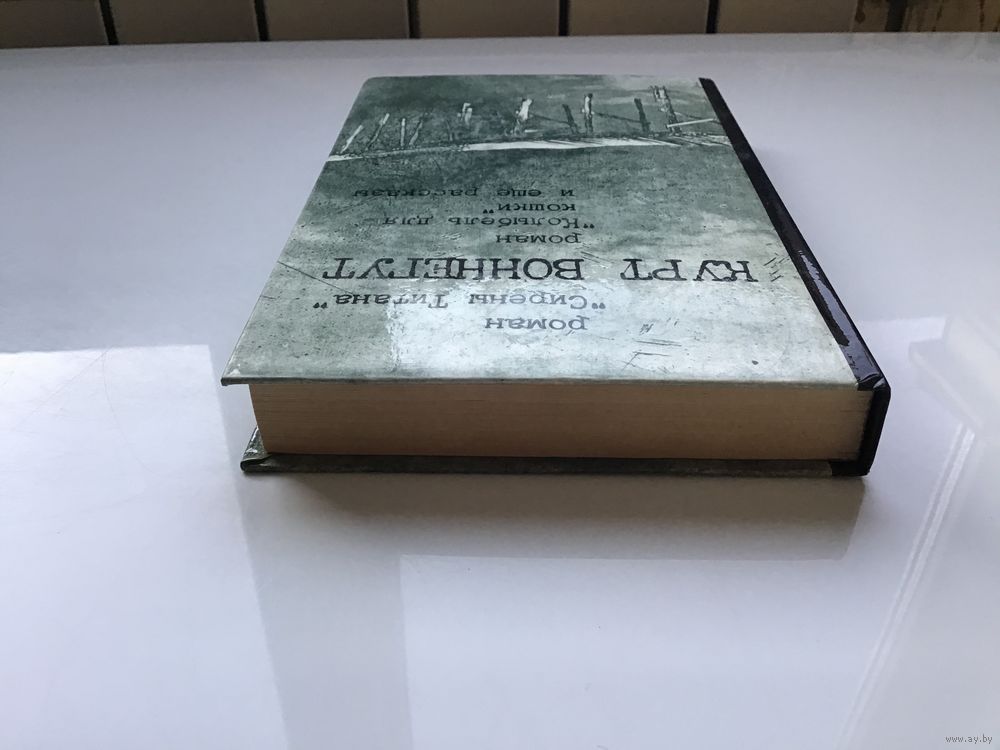 роман
"Сирены Титана"
КУРТ ВОННЕГУТ
роман
"Колыбель для
кошки"
и еще рассказы
www.ay.by